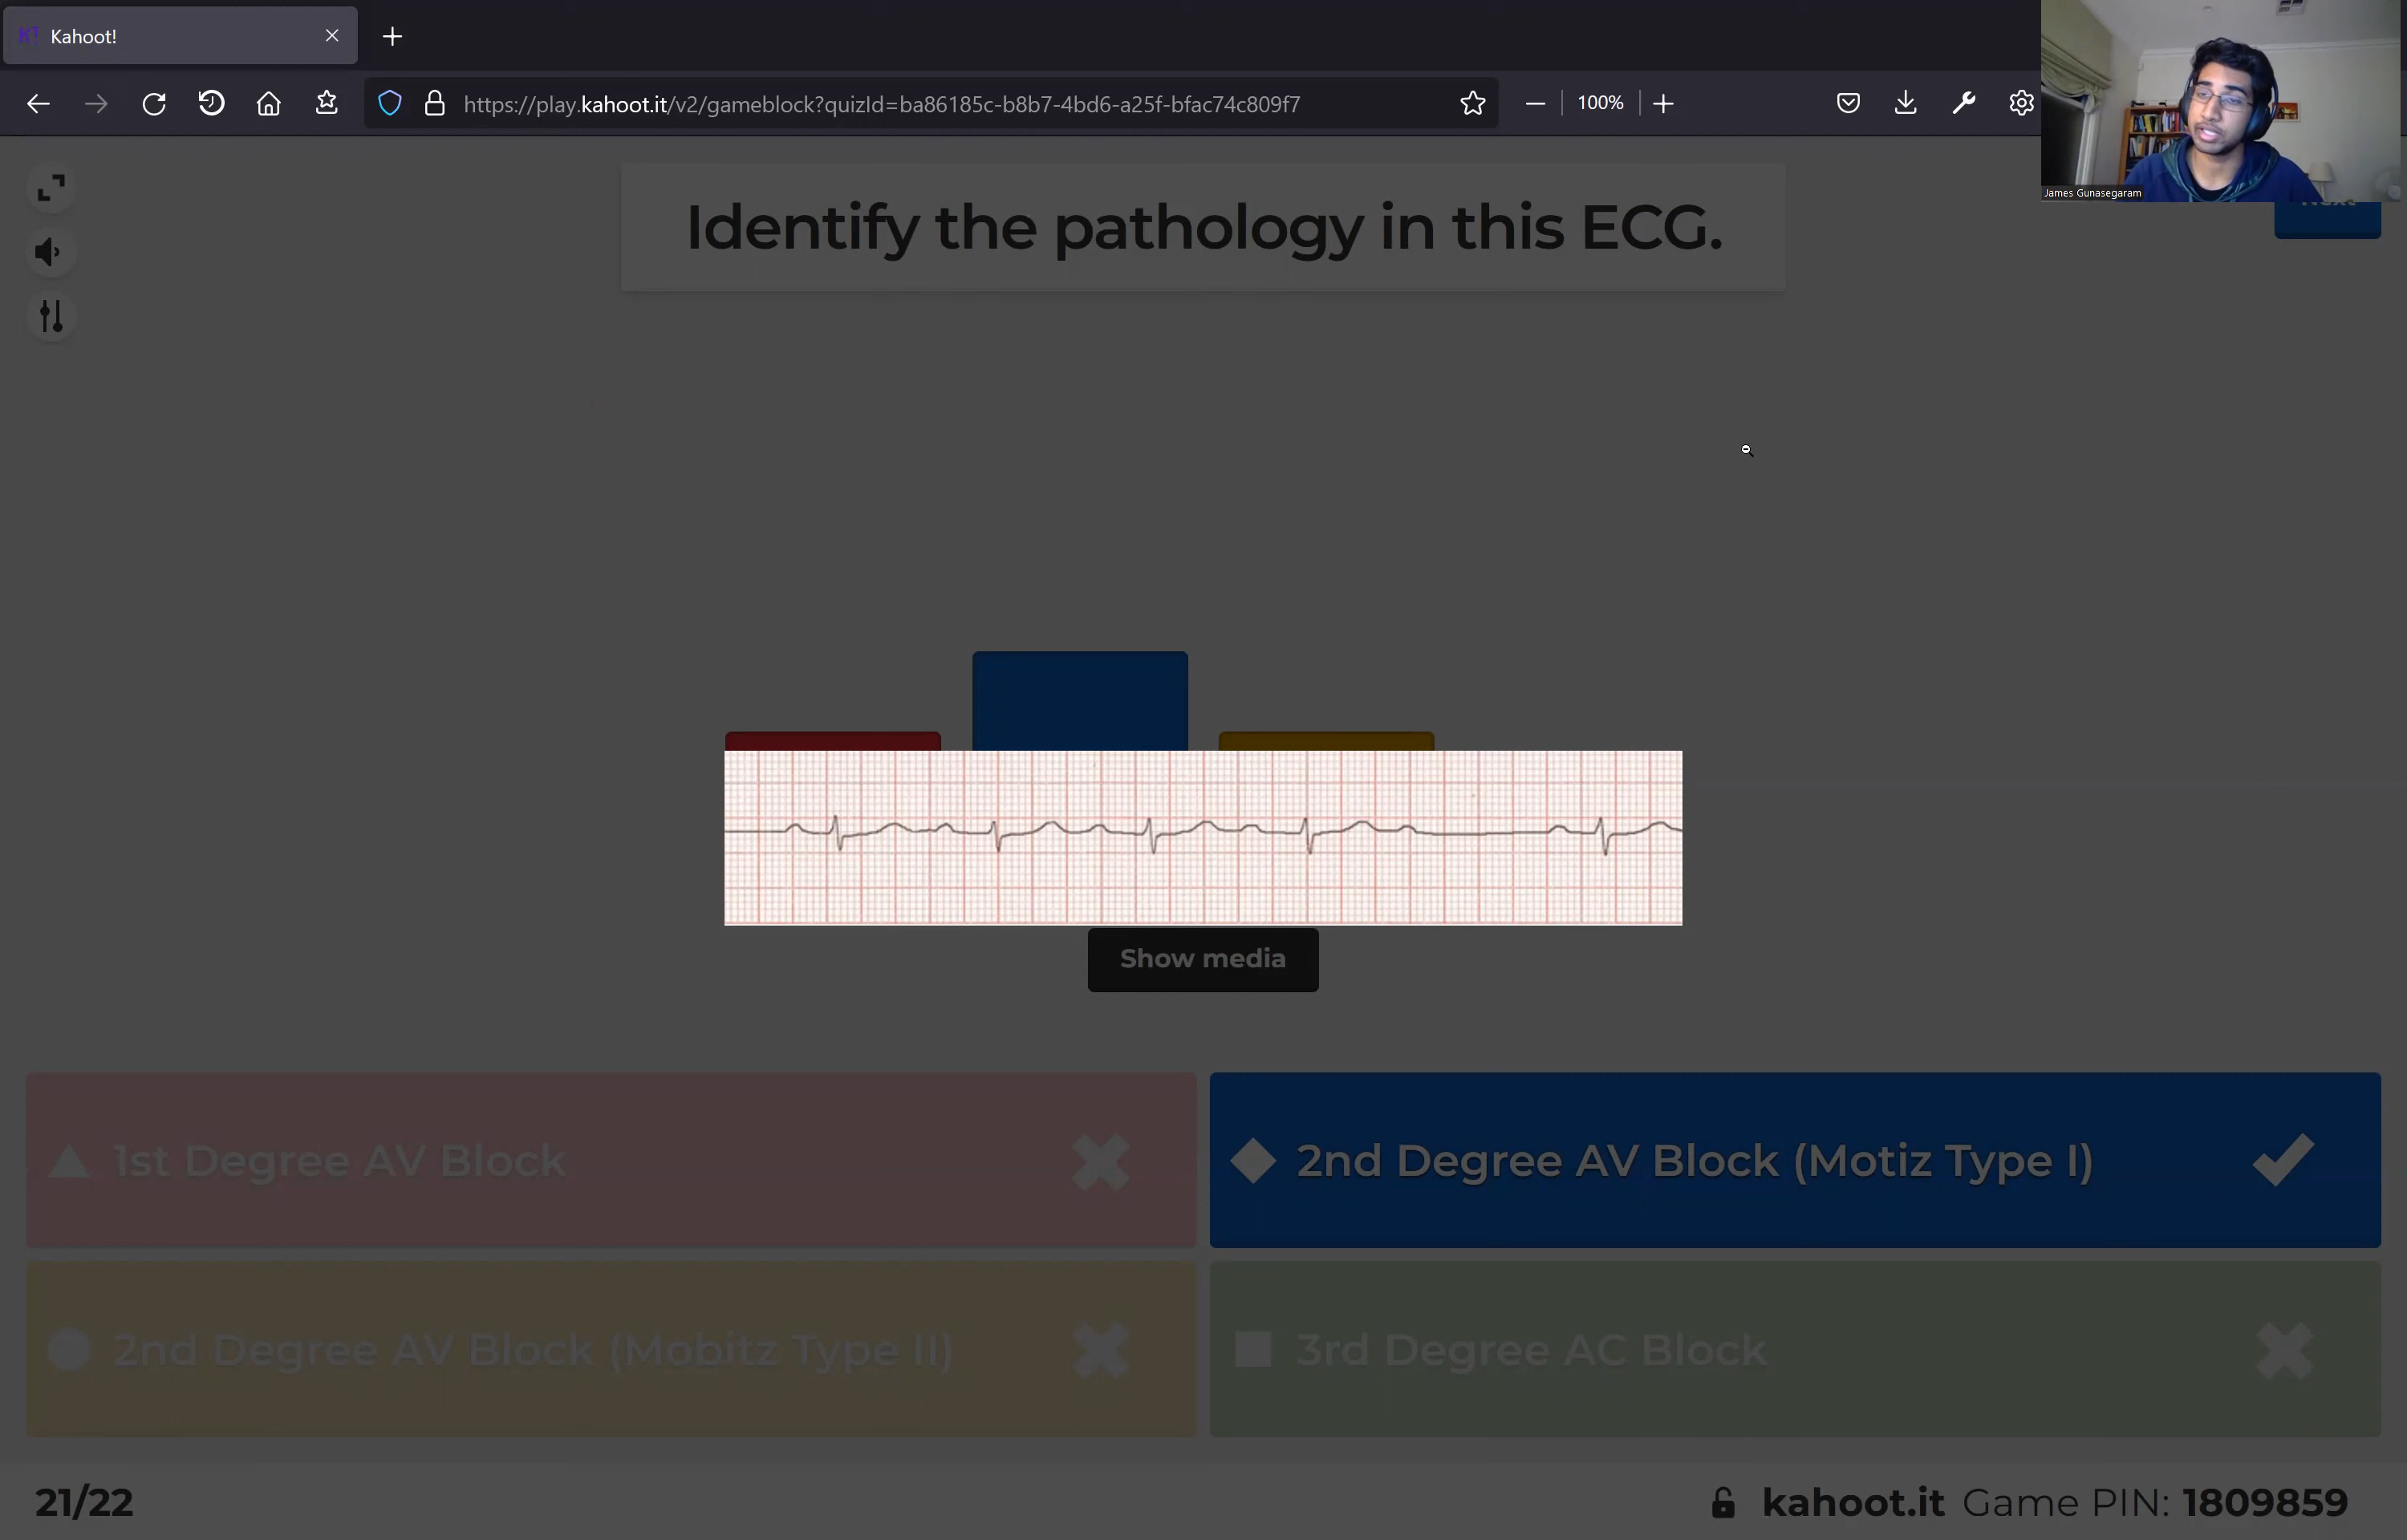 Kahoot!
https://play.kahoot.it/v2/gameblock?quizId=ba86185c-b8b7-4bd6-a25f-bfac74c809f7
100%
James Gunasegaram
Next
Identify the pathology in this ECG.
Show media
1st Degree AV Block
2nd Degree AV Block (Motiz Type I)
2nd Degree AV Block (Mobitz Type II)
3rd Degree AC Block
21/22
kahoot.it Game PIN: 1809859